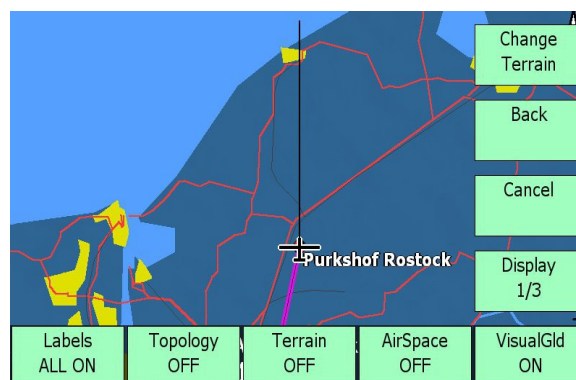 Change
Terrain
Back
Cancel
Purkshof Rostock
Display
1/3
Labels
ALL ON
Topology
OFF
Terrain
OFF
AirSpace
OFF
VisualGld
ON